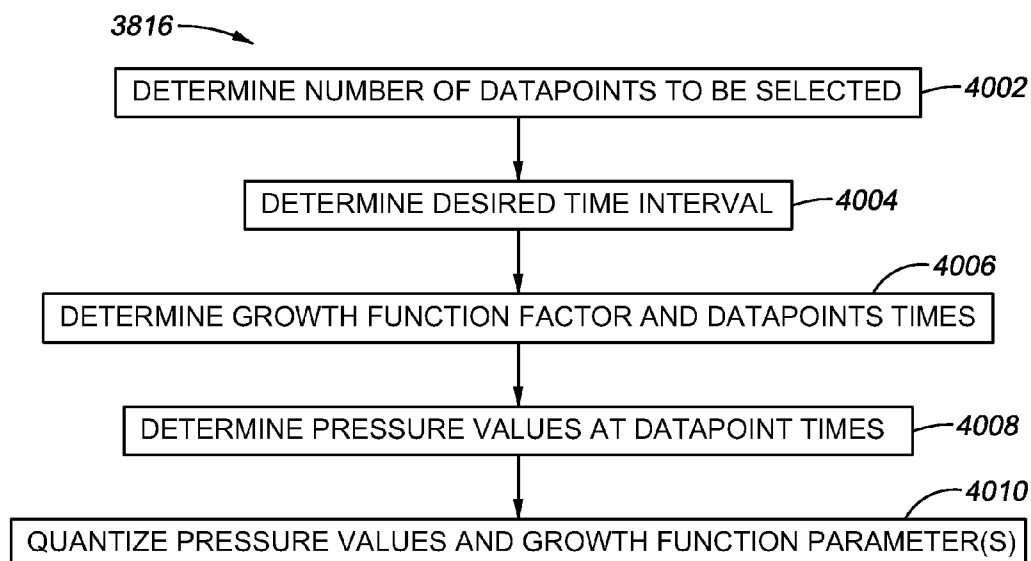 3816
DETERMINE NUMBER OF DATAPOINTS TO BE SELECTED
4002
DETERMINE DESIRED TIME INTERVAL
4004
4006
DETERMINE GROWTH FUNCTION FACTOR AND DATAPOINTS TIMES
DETERMINE PRESSURE VALUES AT DATAPOINT TIMES
4008
4010
QUANTIZE PRESSURE VALUES AND GROWTH FUNCTION PARAMETER(S)